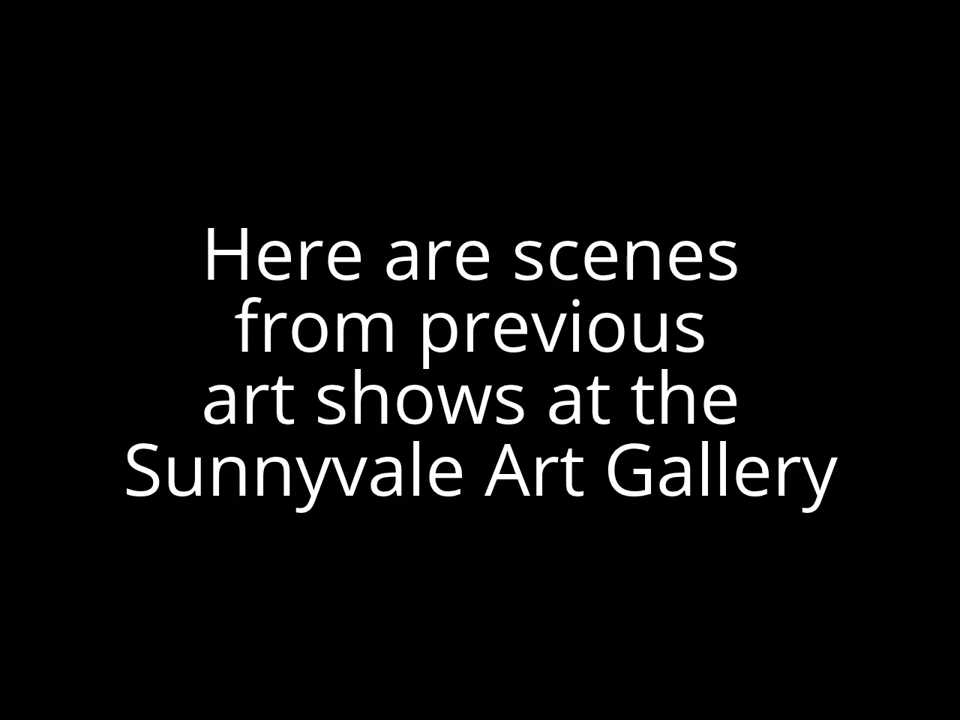 Here are scenes
from previous
art shows at the
Sunnyvale Art Gallery